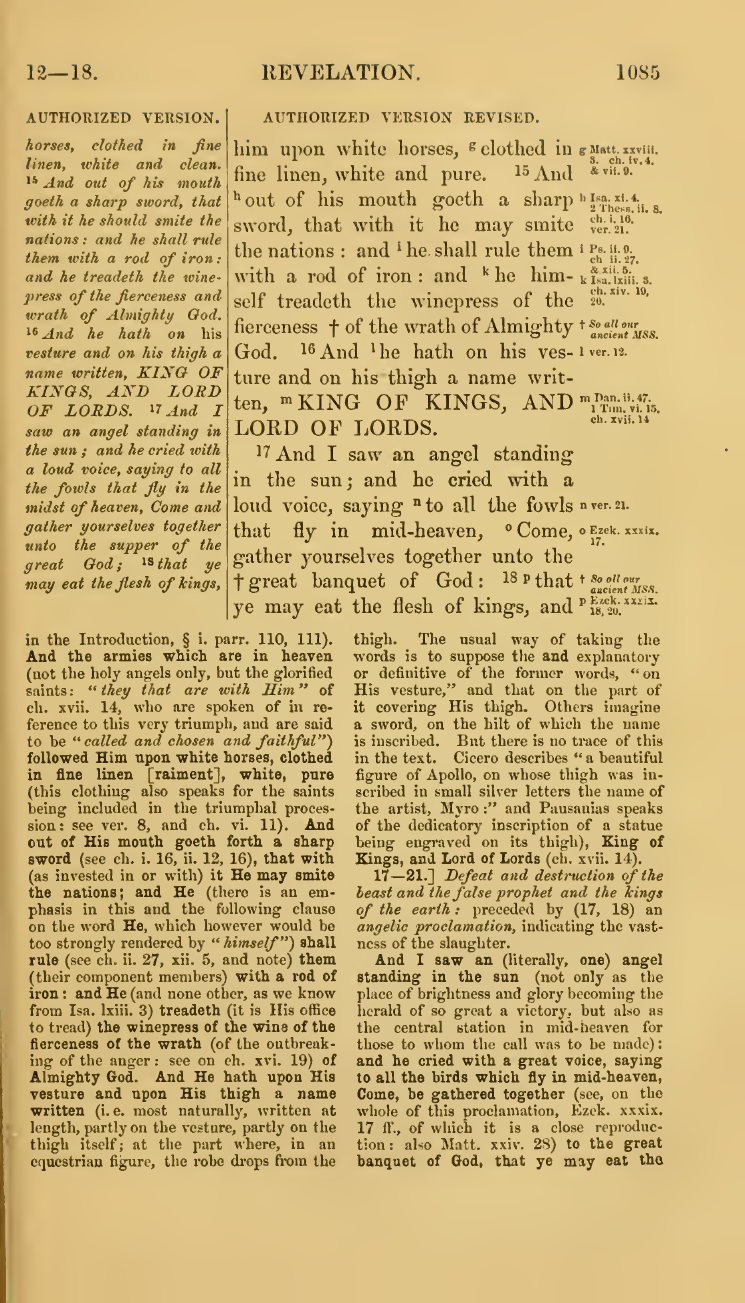 12—18. REVELATION. 1085
AUTHORIZED VERSION.
horses, clothed in fine
linen, white and clean.
15 And out of his mouth
goeth a sharp sword, that
with it he should smite the
nations: and he shall rule
them with a rod of iron:
and he treadeth the wine-
press of the fierceness and
wrath of Almighty God.
16 And he hath on his
vesture and on his thigh a
name written, KING OF
KINGS, AND LORD
OF LORDS. 17 And I
saw an angel standing in
the sun; and he cried with
a loud voice, saying to all
the fowls that fly in the
midst of heaven, Come and
gather yourselves together
unto the supper of the
great God; 18 that ye
may eat the flesh of kings,
AUTHORIZED VERSION REVISED.
him upon white horses, g clothed in
fine linen, white and pure. 15 And
h out of his mouth goeth a sharp
sword, that with it he may smite
the nations : and i he shall rule them
with a rod of iron : and k he him-
self treadeth the winepress of the
fierceness † of the wrath of Almighty
God. 16 And l he hath on his ves-
ture and on his thigh a name writ-
ten, m KING OF KINGS, AND
LORD OF LORDS.
17 And I saw an angel standing
in the sun; and he cried with a
loud voice, saying n to all the fowls
that fly in mid-heaven, o Come,
gather yourselves together unto the
† great banquet of God : 18 p that
ye may eat the flesh of kings, and
g Matt. xxviii.
3. ch. iv. 4.
& vii. 9.
h Isa. xi. 4.
2 Thess. ii. 8.
ch. i. 16.
ver. 21.
i Ps. ii. 9.
ch ii. 27.
& xii. 5.
k Isa. lxiii. 3.
ch. xiv. 19,
20.
† So all our
ancient MSS.
l ver. 12.
m Dan. ii. 47.
1 Tim. vi. 15.
ch. xvii. 14
n ver. 21.
o Ezek. xxxix.
17.
† So all our
ancient MSS.
p Ezek. xxxix.
18, 20.
in the Introduction, § i. parr. 110, 111).
And the armies which are in heaven
(not the holy angels only, but the glorified
saints: "they that are with Him" of
ch. xvii. 14, who are spoken of in re-
ference to this very triumph, and are said
to be "called and chosen and faithful")
followed Him upon white horses, clothed
in fine linen [raiment], white, pure
(this clothing also speaks for the saints
being included in the triumphal proces-
sion: see ver. 8, and ch. vi. 11). And
out of His mouth goeth forth a sharp
sword (see ch. i. 16, ii. 12, 16), that with
(as invested in or with) it He may smite
the nations; and He (there is an em-
phasis in this and the following clause
on the word He, which however would be
too strongly rendered by "himself") shall
rule (see ch. ii. 27, xii. 5, and note) them
(their component members) with a rod of
iron : and He (and none other, as we know
from Isa. lxiii. 3) treadeth (it is His office
to tread) the winepress of the wine of the
fierceness of the wrath (of the outbreak-
ing of the anger : see on ch. xvi. 19) of
Almighty God. And He hath upon His
vesture and upon His thigh a name
written (i. e. most naturally, written at
length, partly on the vesture, partly on the
thigh itself; at the part where, in an
equestrian figure, the robe drops from the
thigh. The usual way of taking the
words is to suppose the and explanatory
or definitive of the former words, "on
His vesture," and that on the part of
it covering His thigh. Others imagine
a sword, on the hilt of which the name
is inscribed. But there is no trace of this
in the text. Cicero describes "a beautiful
figure of Apollo, on whose thigh was in-
scribed in small silver letters the name of
the artist, Myro :" and Pausanias speaks
of the dedicatory inscription of a statue
being engraved on its thigh), King of
Kings, and Lord of Lords (ch. xvii. 14).
17—21.] Defeat and destruction of the
beast and the false prophet and the kings
of the earth : preceded by (17, 18) an
angelic proclamation, indicating the vast-
ness of the slaughter.
And I saw an (literally, one) angel
standing in the sun (not only as the
place of brightness and glory becoming the
herald of so great a victory, but also as
the central station in mid-heaven for
those to whom the call was to be made) :
and he cried with a great voice, saying
to all the birds which fly in mid-heaven,
Come, be gathered together (see, on the
whole of this proclamation, Ezek. xxxix.
17 ff., of which it is a close reproduc-
tion : also Matt. xxiv. 28) to the great
banquet of God, that ye may eat the